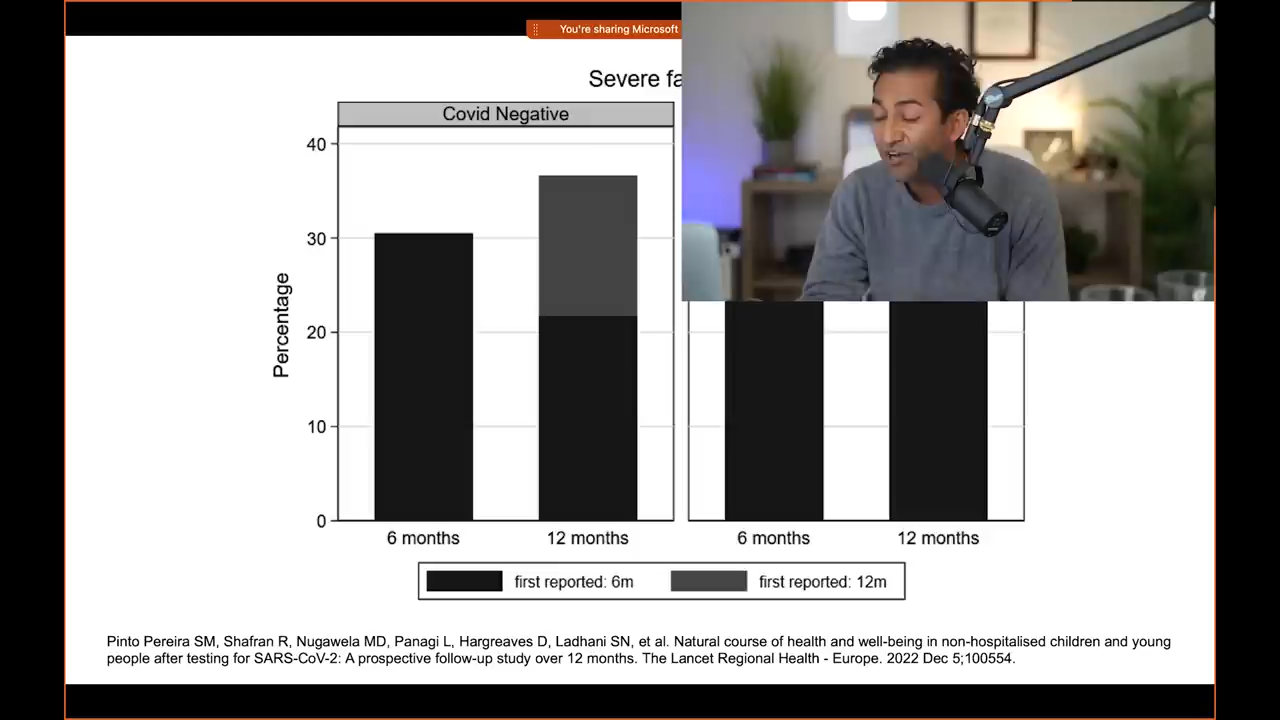 You're sharing Microsoft
Severe fa
Covid Negative
40
30
20
10
0
Percentage
6 months
12 months
6 months
12 months
first reported: 6m
first reported: 12m
Pinto Pereira SM, Shafran R, Nugawela MD, Panagi L, Hargreaves D, Ladhani SN, et al. Natural course of health and well-being in non-hospitalised children and young
people after testing for SARS-CoV-2: A prospective follow-up study over 12 months. The Lancet Regional Health - Europe. 2022 Dec 5;100554.